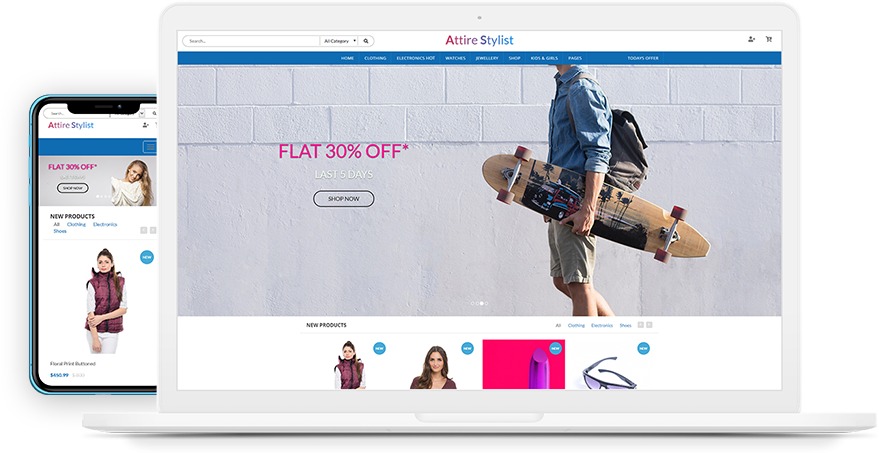 Search...
All Category
Attire Stylist
HOME CLOTHING ELECTRONICS HOT WATCHES JEWELLERY SHOP KIDS & GIRLS PAGES TODAYS OFFER
FLAT 30% OFF*
LAST 5 DAYS
SHOP NOW
NEW PRODUCTS
All Clothing Electronics Shoes
NEW
NEW
NEW
NEW
Search...
Attire Stylist
FLAT 30% OFF*
SHOP NOW
NEW PRODUCTS
All Clothing Electronics
Shoes
NEW
Floral Print Buttoned
$450.99